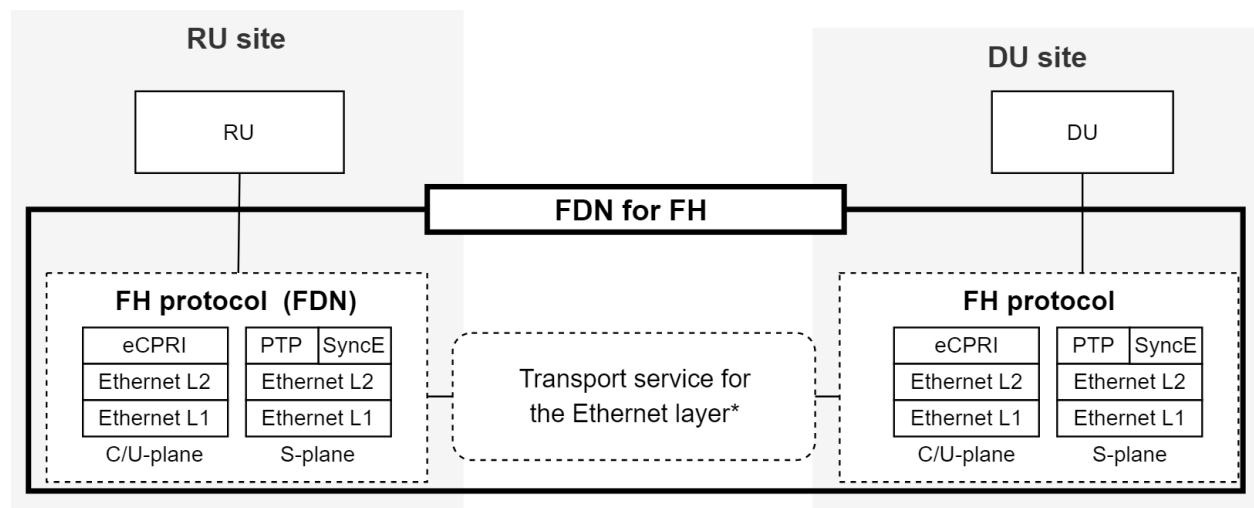 RU site
DU site
RU
DU
FDN for FH
FH protocol (FDN)
eCPRI
PTP
SyncE
Ethernet L2
Ethernet L2
Ethernet L1
Ethernet L1
C/U-plane
S-plane
Transport service for
the Ethernet layer*
FH protocol
eCPRI
PTP
SyncE
Ethernet L2
Ethernet L2
Ethernet L1
Ethernet L1
C/U-plane
S-plane